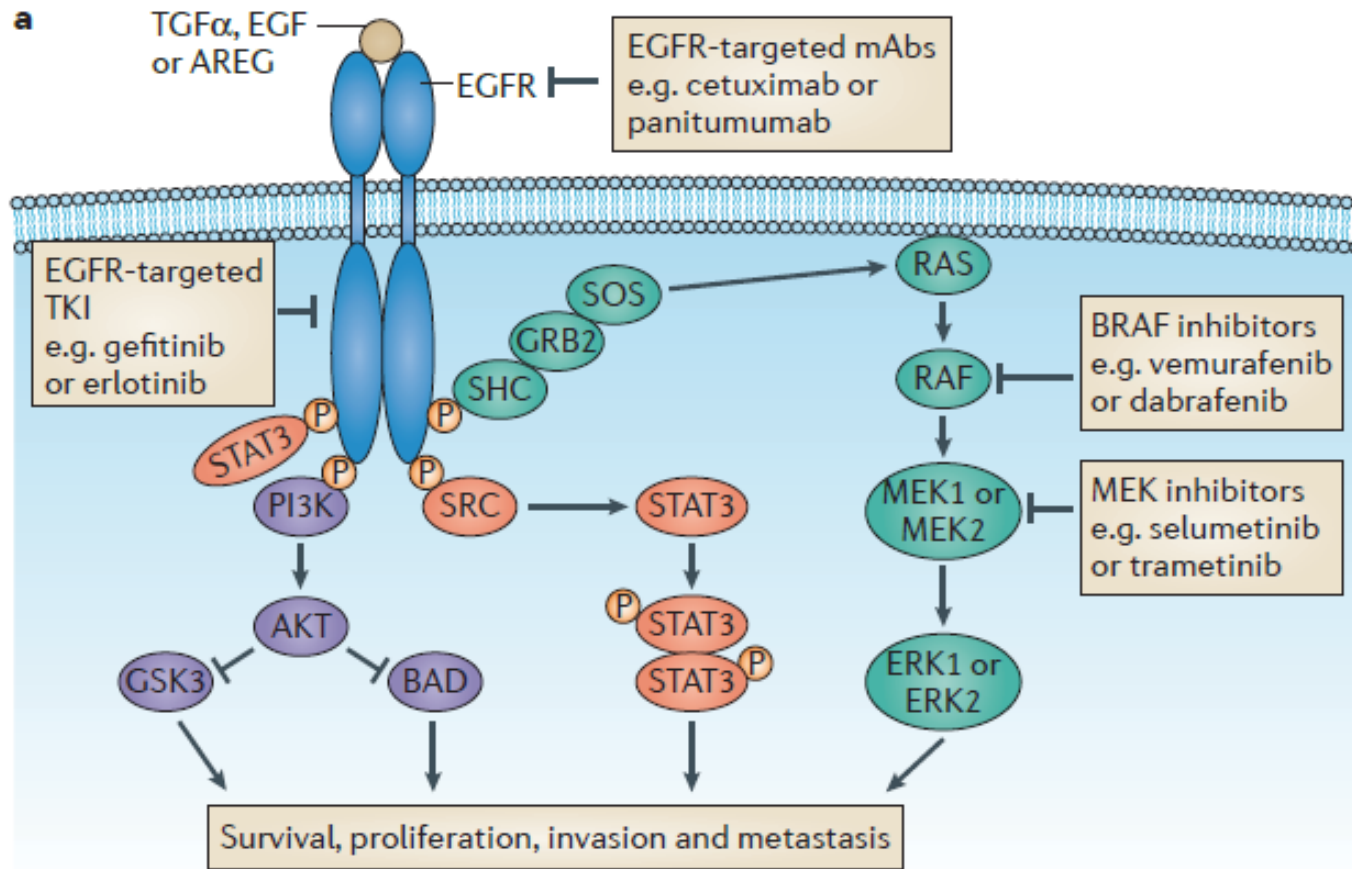 a
TGFα, EGF
or AREG
EGFR
EGFR-targeted mAbs
e.g. cetuximab or
panitumumab
EGFR-targeted
TKI
e.g. gefitinib
or erlotinib
SOS
GRB2
SHC
RAS
RAF
BRAF inhibitors
e.g. vemurafenib
or dabrafenib
P
P
STAT3
P
P
PI3K
SRC
STAT3
MEK1 or
MEK2
MEK inhibitors
e.g. selumetinib
or trametinib
AKT
P
STAT3
GSK3
BAD
STAT3
P
ERK1 or
ERK2
Survival, proliferation, invasion and metastasis